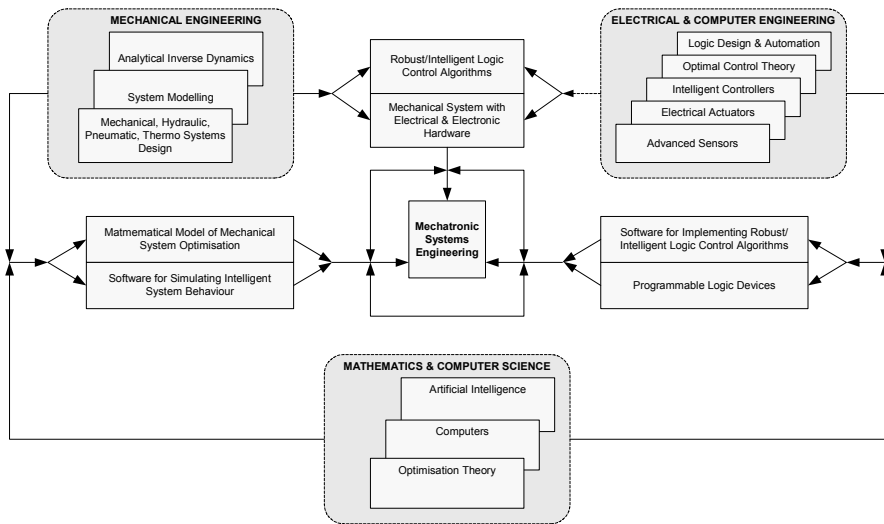 MECHANICAL ENGINEERING
Analytical Inverse Dynamics
System Modelling
Mechanical, Hydraulic,
Pneumatic, Thermo Systems
Design
Robust/Intelligent Logic
Control Algorithms
Mechanical System with
Electrical & Electronic
Hardware
ELECTRICAL & COMPUTER ENGINEERING
Logic Design & Automation
Optimal Control Theory
Intelligent Controllers
Electrical Actuators
Advanced Sensors
Matmematical Model of Mechanical
System Optimisation
Software for Simulating Intelligent
System Behaviour
Mechatronic
Systems
Engineering
Software for Implementing Robust/
Intelligent Logic Control Algorithms
Programmable Logic Devices
MATHEMATICS & COMPUTER SCIENCE
Artificial Intelligence
Computers
Optimisation Theory